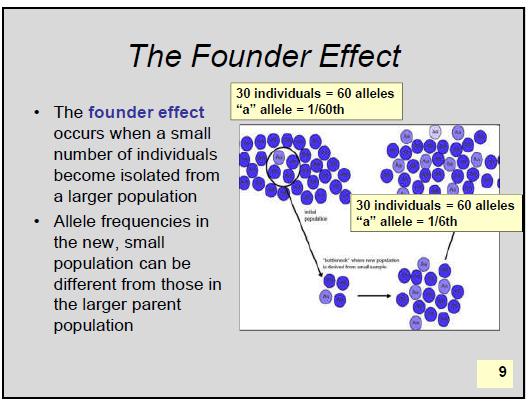 The Founder Effect
30 individuals = 60 alleles
“a” allele = 1/60th
• The founder effect
occurs when a small
number of individuals
become isolated from
a larger population
• Allele frequencies in
the new, small
population can be
different from those in
the larger parent
population
initial
population
30 individuals = 60 alleles
“a” allele = 1/6th
"bottleneck" where new population
is derived from small sample.
9